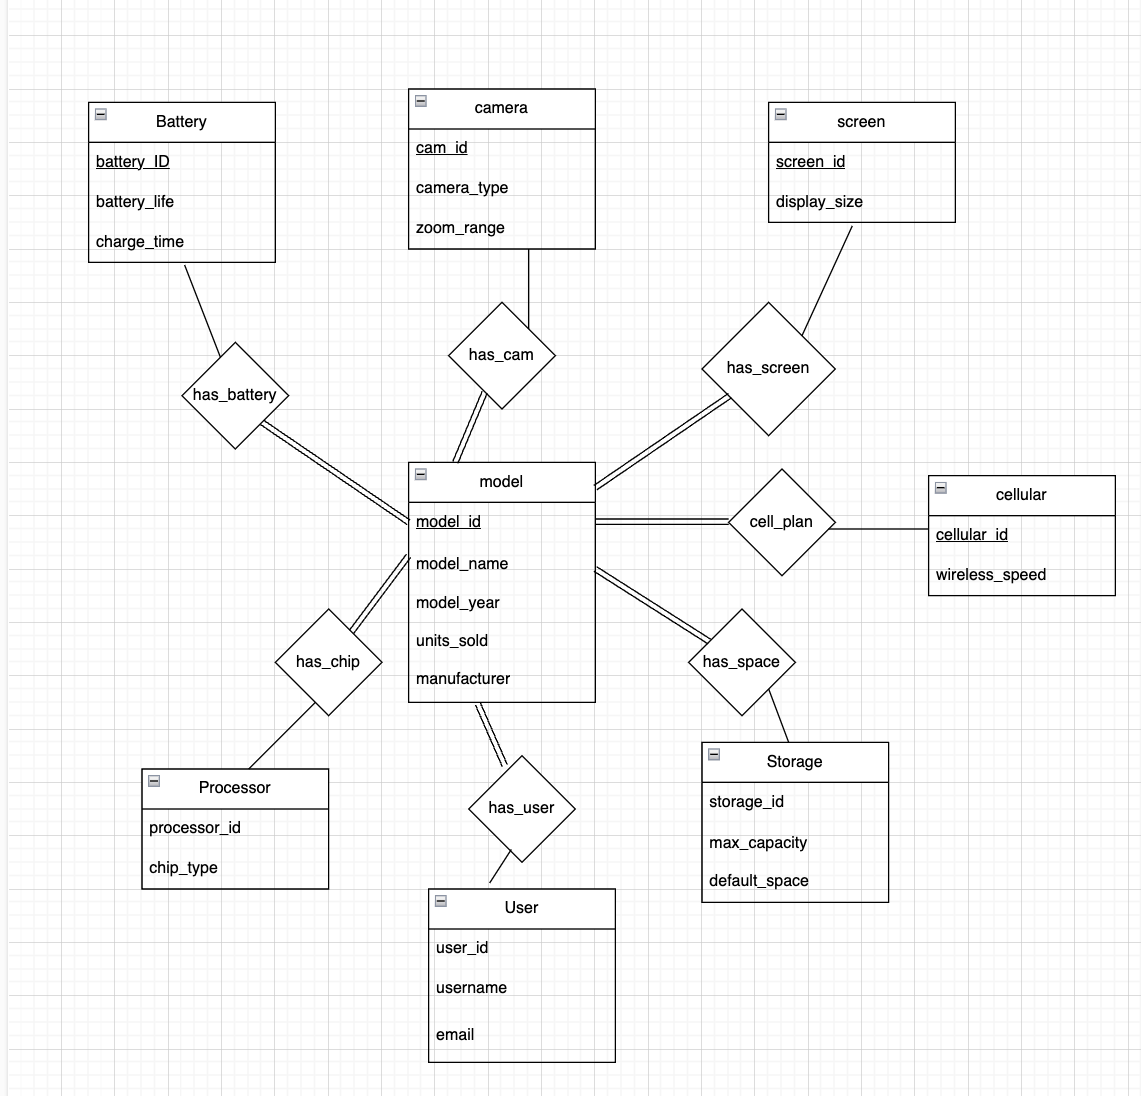 Battery
battery_ID
battery_life
charge_time
camera
cam_id
camera_type
zoom_range
screen
screen_id
display_size
has_battery
has_cam
has_screen
model
model_id
model_name
model_year
units_sold
manufacturer
cell_plan
cellular
cellular_id
wireless_speed
has_chip
has_space
Processor
processor_id
chip_type
has_user
Storage
storage_id
max_capacity
default_space
User
user_id
username
email